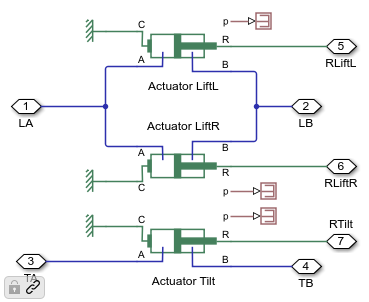 C
p
R
5
RLiftL
A
B
Actuator LiftL
1
LA
2
LB
Actuator LiftR
A
B
R
6
RLiftR
C
p
p
C
R
RTilt
7
3
TA
A
B
4
TB
Actuator Tilt